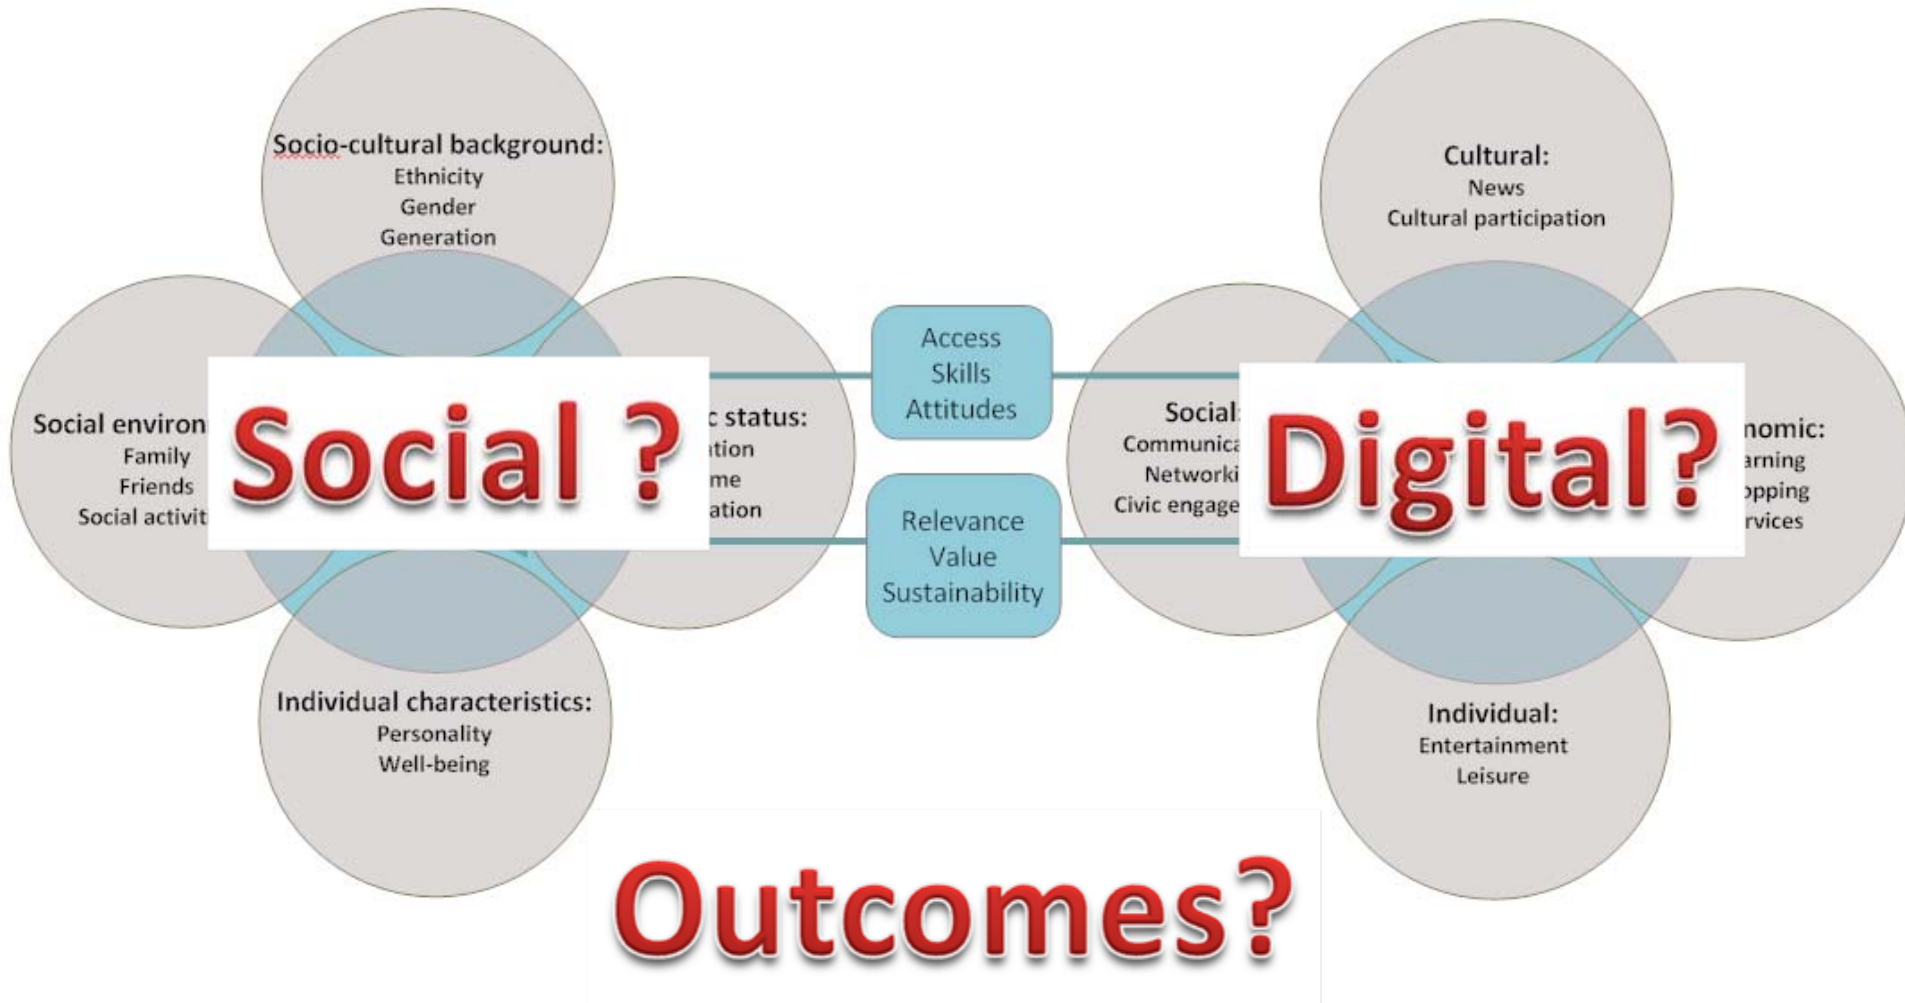 Socio-cultural background:
Ethnicity
Gender
Generation
Social environ
Family
Friends
Social activit
Social ?
c status:
ation
me
ation
Individual characteristics:
Personality
Well-being
Access
Skills
Attitudes
Relevance
Value
Sustainability
Cultural:
News
Cultural participation
Social:
Communica
Networki
Civic engage
Digital?
nomic:
arning
opping
rvices
Individual:
Entertainment
Leisure
Outcomes?